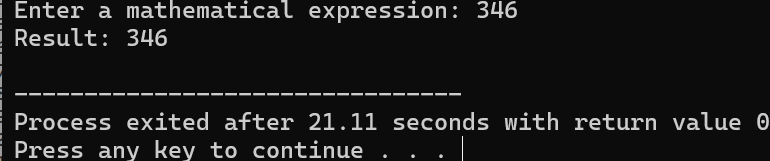 Enter a mathematical expression: 346
Result: 346
--------------------------------
Process exited after 21.11 seconds with return value 0
Press any key to continue . . .